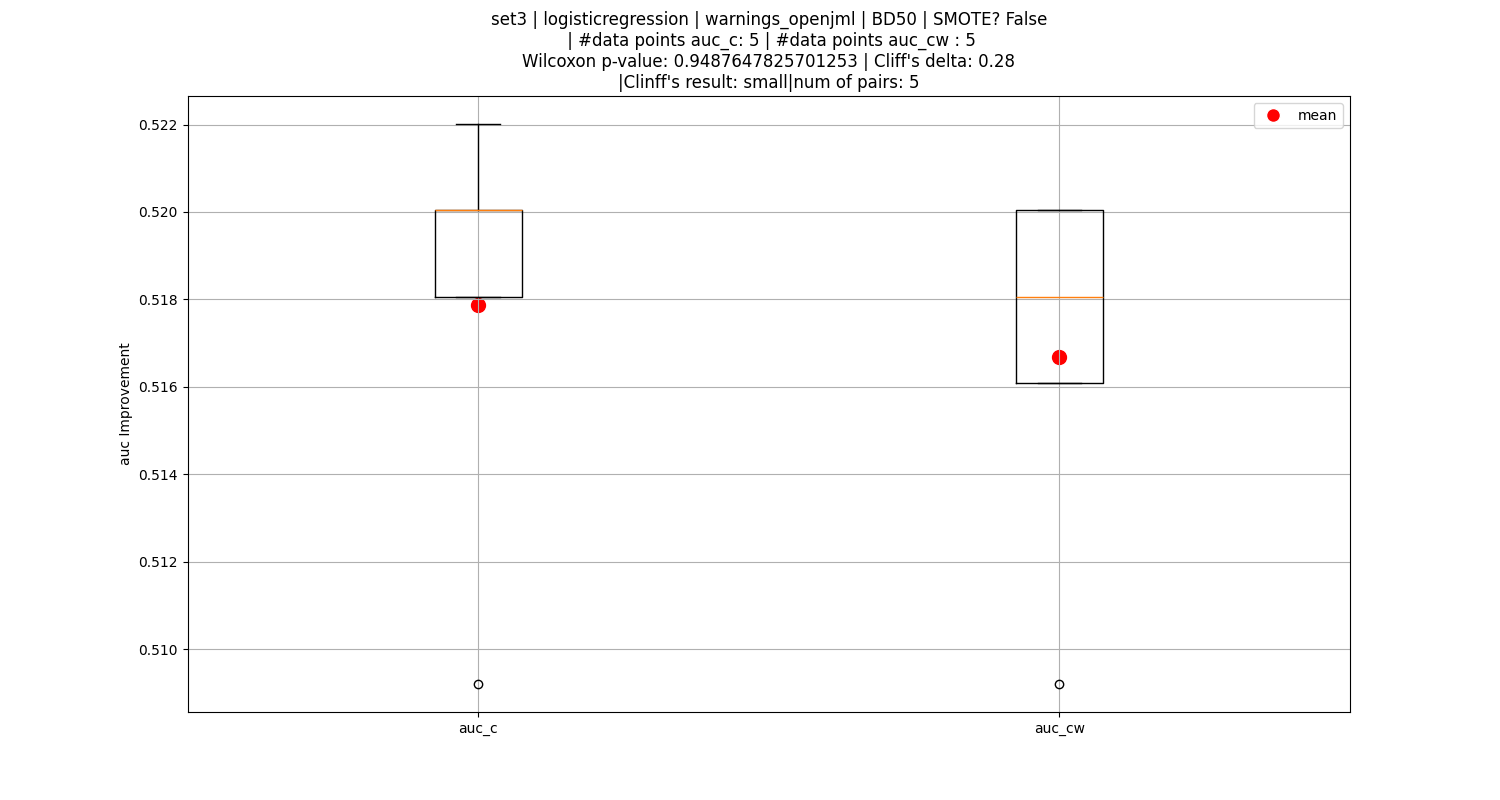 set3 | logisticregression | warnings_openjml | BD50 | SMOTE? False
| #data points auc_c: 5 | #data points auc_cw : 5
Wilcoxon p-value: 0.9487647825701253 | Cliff's delta: 0.28
|Clinff's result: small|num of pairs: 5
mean
0.522
0.520
0.518
0.516
0.514
0.512
0.510
auc Improvement
auc_c
auc_cw